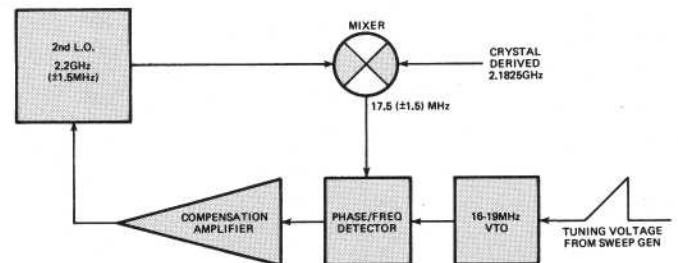 MIXER
2nd L.O.
2.2GHz
(±1.5MHz)
CRYSTAL
DERIVED
2.1825GHz
17.5 (±1.5) MHz
COMPENSATION
AMPLIFIER
PHASE/FREQ
DETECTOR
16-19MHz
VTO
TUNING VOLTAGE
FROM SWEEP GEN